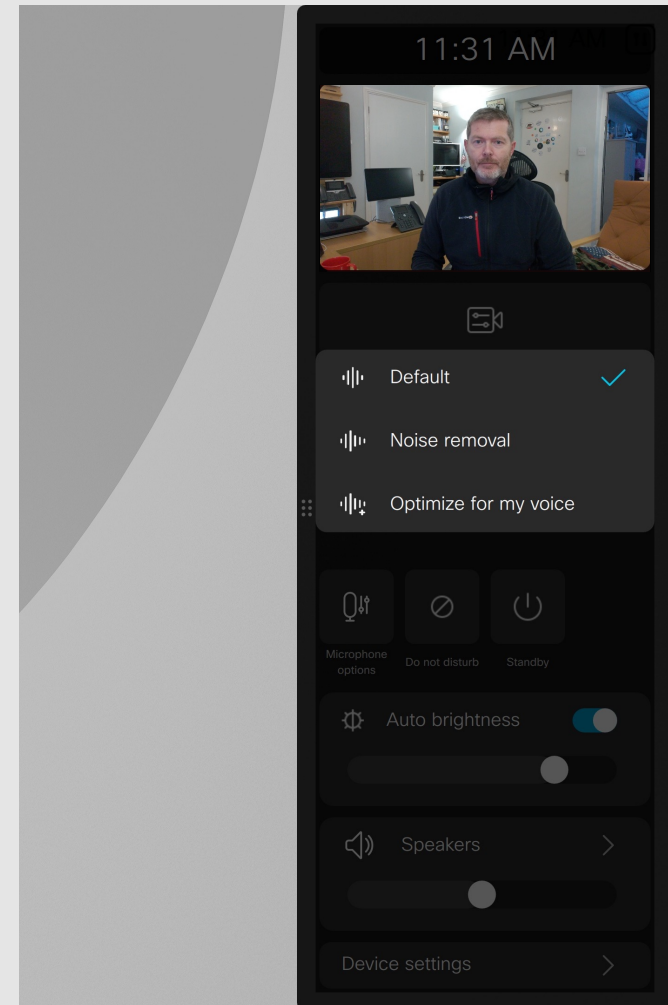 11:31 AM
Default
Noise removal
Optimize for my voice
Microphone
options
Do not disturb
Standby
Auto brightness
Speakers
Device settings